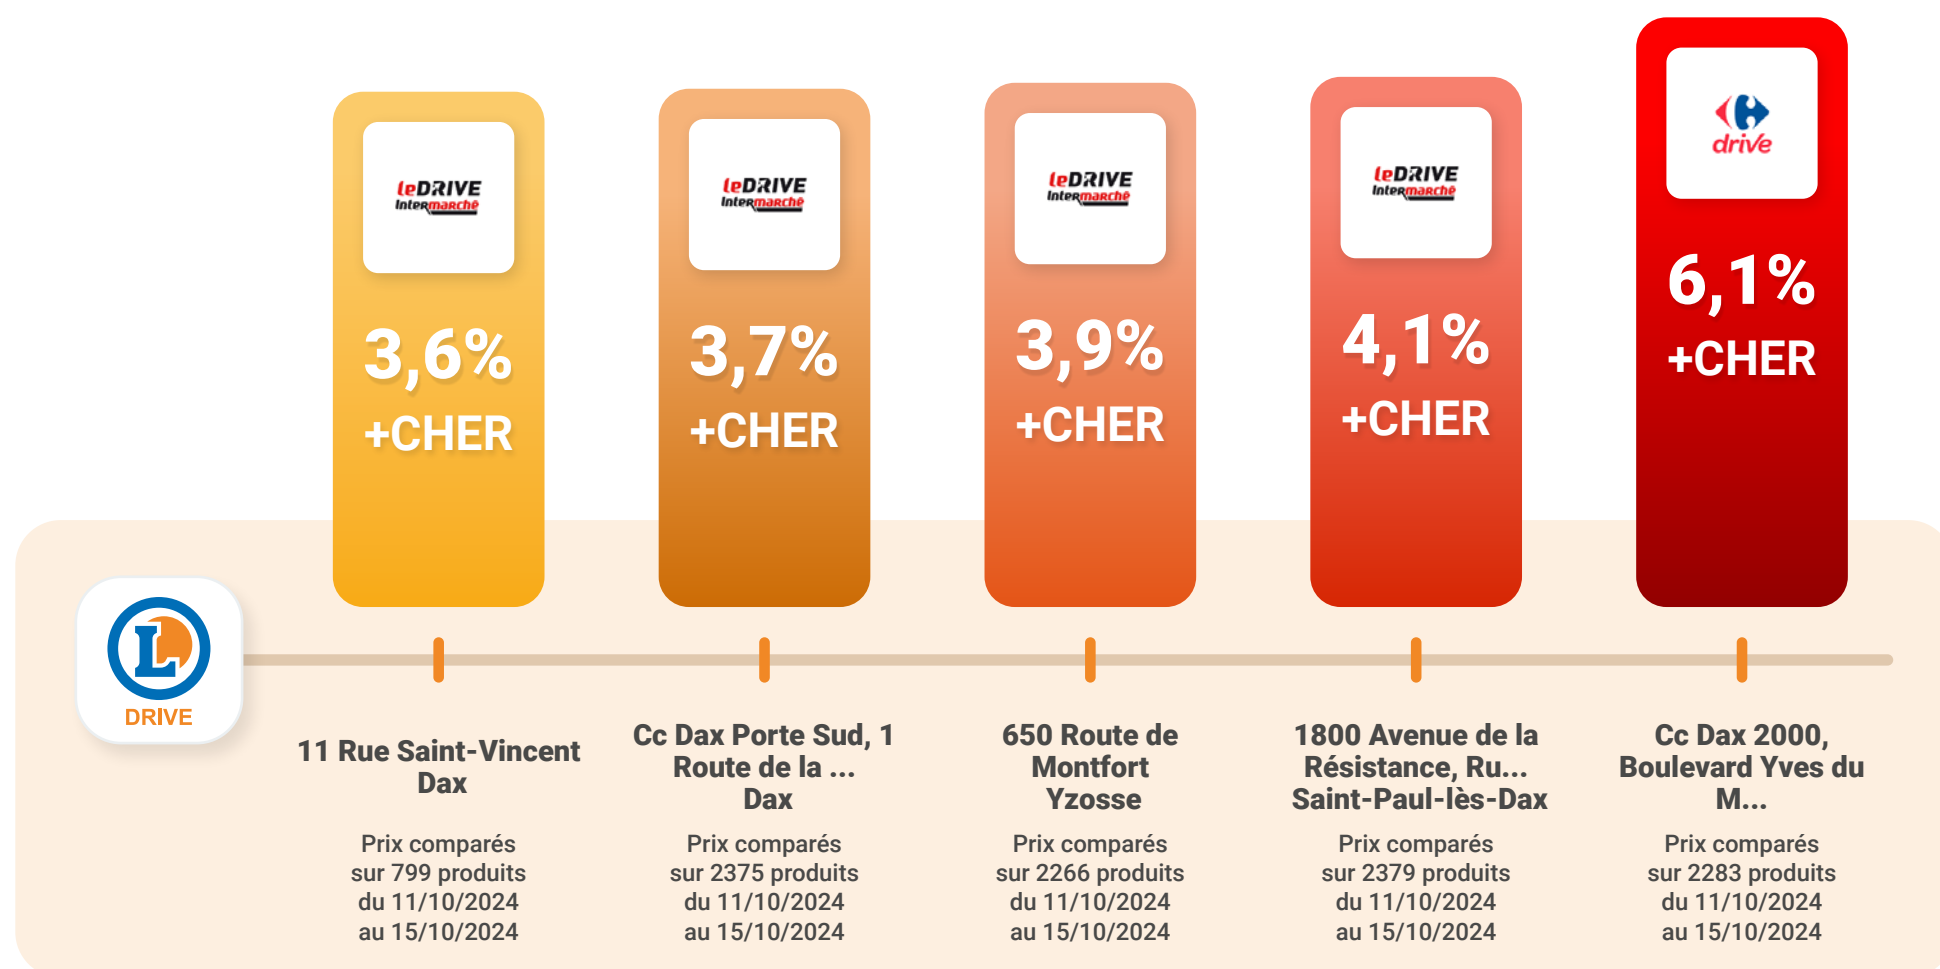 leDRIVE
Intermarché
3,6%
+CHER
leDRIVE
Intermarché
3,7%
+CHER
leDRIVE
Intermarché
3,9%
+CHER
leDRIVE
Intermarché
4,1%
+CHER
drive
6,1%
+CHER
L
DRIVE
11 Rue Saint-Vincent
Dax
Prix comparés
sur 799 produits
du 11/10/2024
au 15/10/2024
Cc Dax Porte Sud, 1
Route de la ...
Dax
Prix comparés
sur 2375 produits
du 11/10/2024
au 15/10/2024
650 Route de
Montfort
Yzosse
Prix comparés
sur 2266 produits
du 11/10/2024
au 15/10/2024
1800 Avenue de la
Résistance, Ru...
Saint-Paul-lès-Dax
Prix comparés
sur 2379 produits
du 11/10/2024
au 15/10/2024
Cc Dax 2000,
Boulevard Yves du
M...
Prix comparés
sur 2283 produits
du 11/10/2024
au 15/10/2024